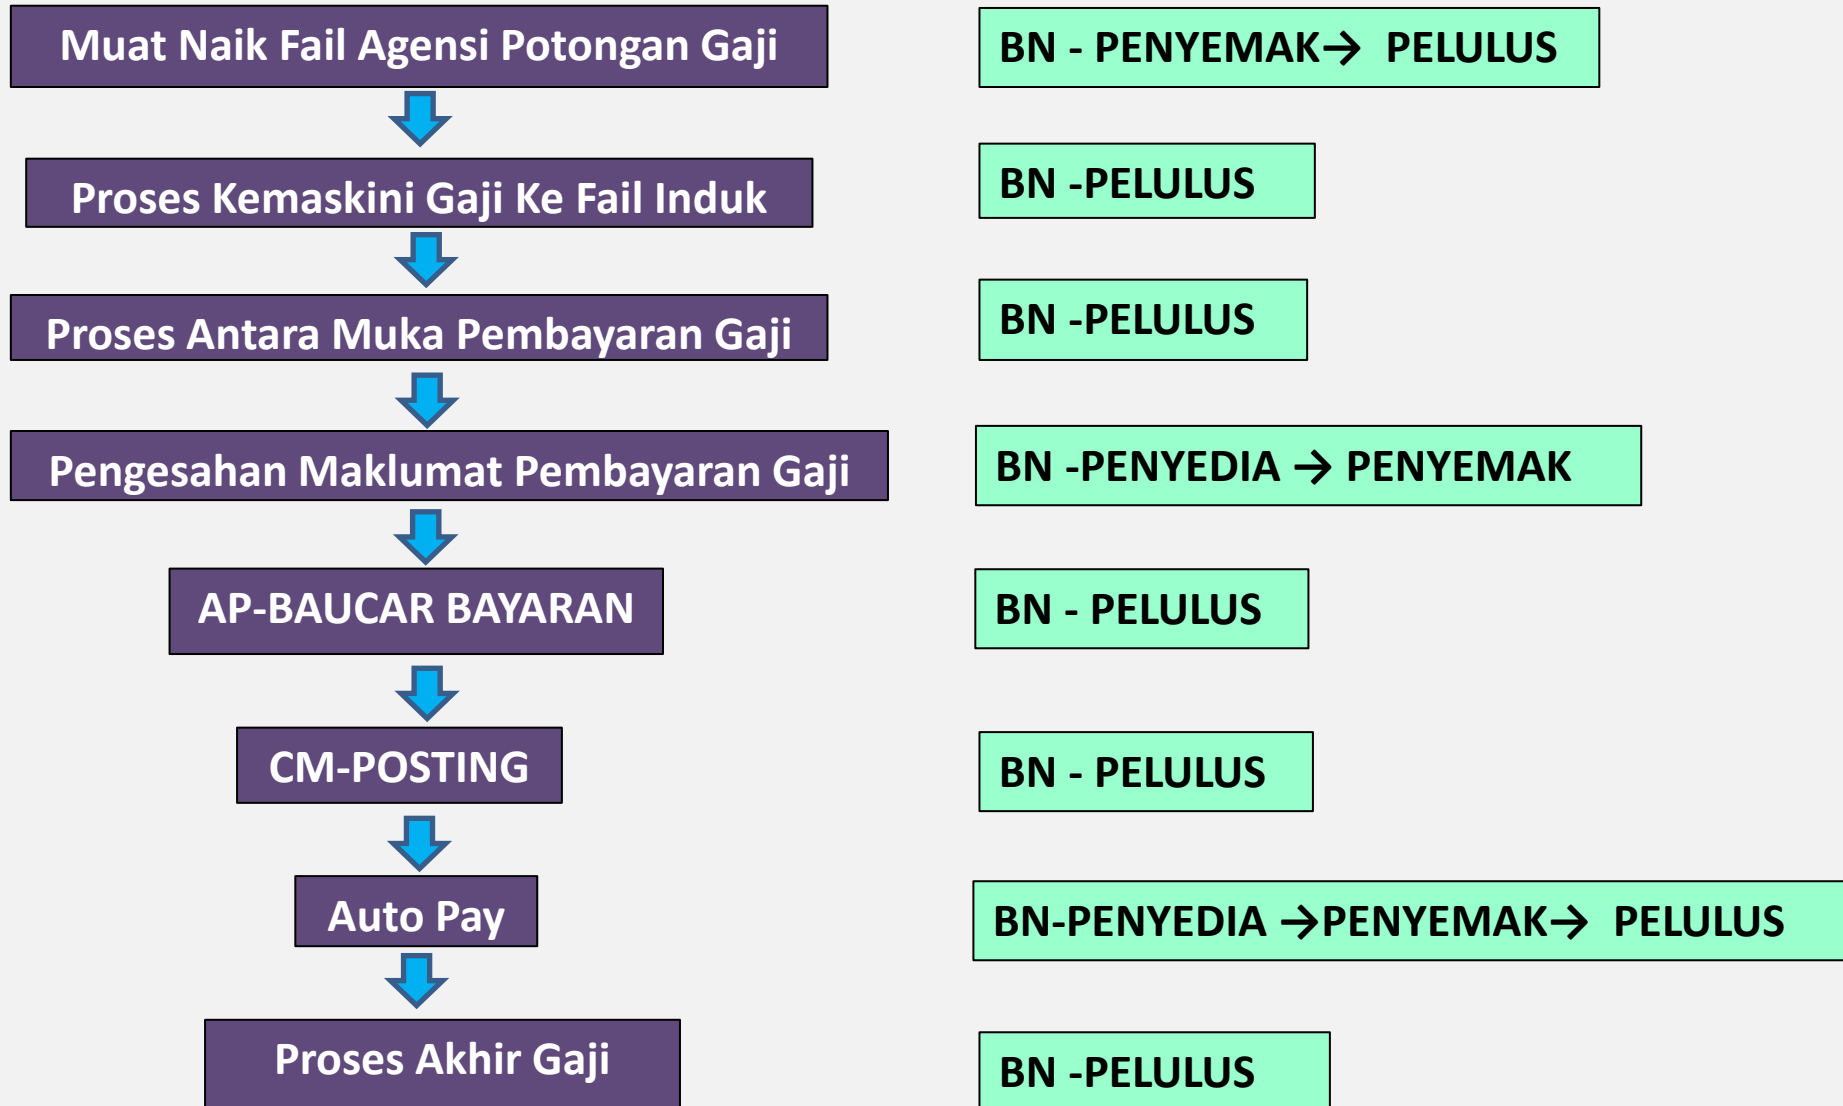 Muat Naik Fail Agensi Potongan Gaji
BN - PENYEMAK→ PELULUS
Proses Kemaskini Gaji Ke Fail Induk
BN -PELULUS
Proses Antara Muka Pembayaran Gaji
BN -PELULUS
Pengesahan Maklumat Pembayaran Gaji
BN -PENYEDIA → PENYEMAK
AP-BAUCAR BAYARAN
BN - PELULUS
CM-POSTING
BN - PELULUS
Auto Pay
BN-PENYEDIA →PENYEMAK→ PELULUS
Proses Akhir Gaji
BN -PELULUS